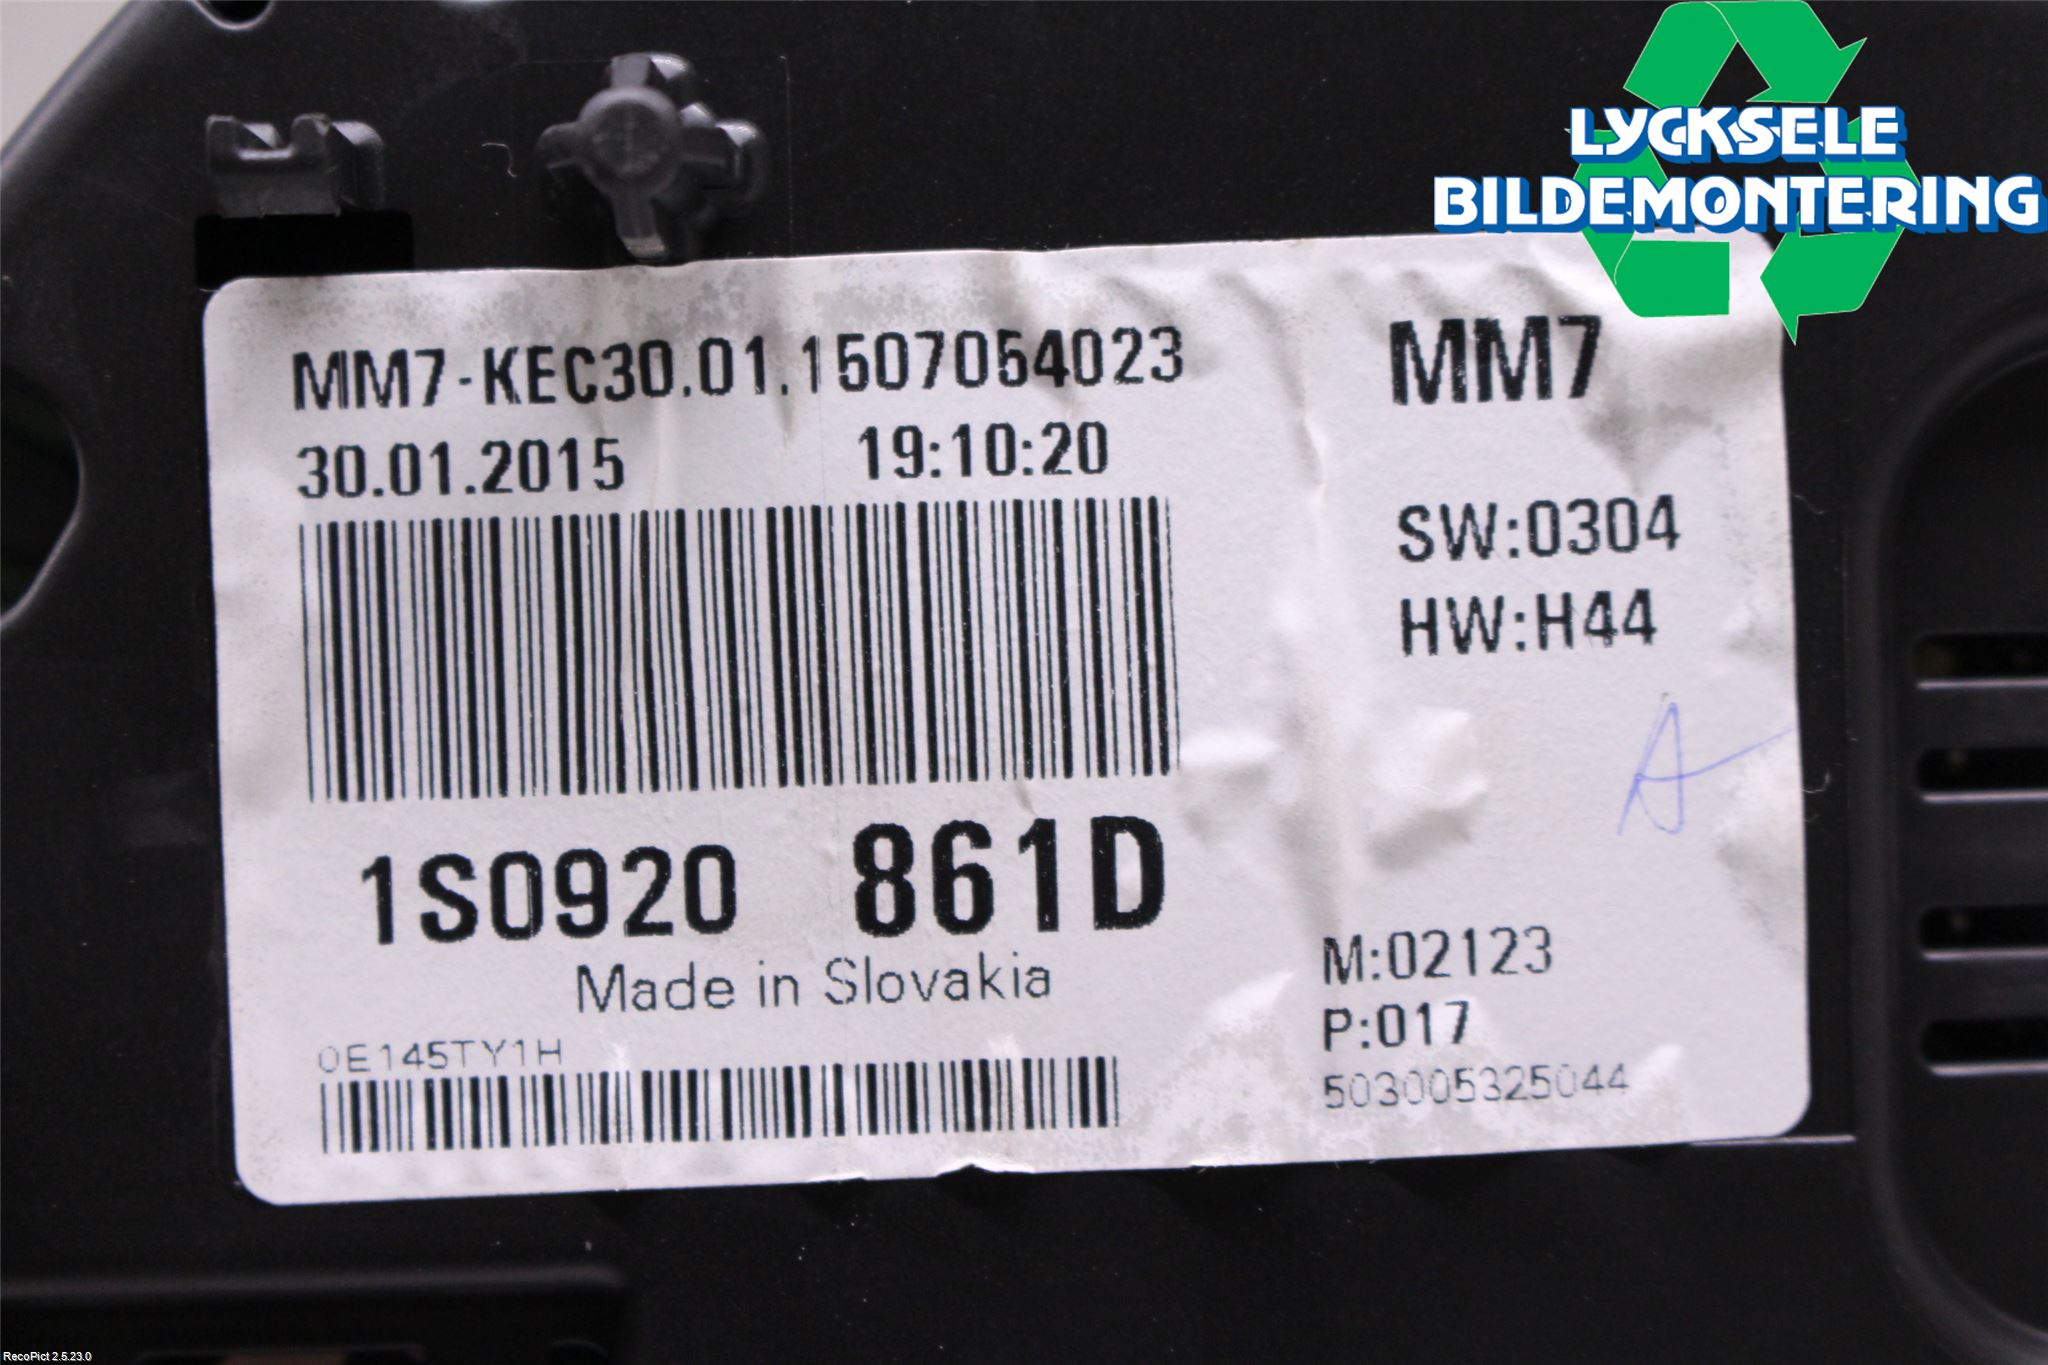 LYCKSELE
BILDEMONTERING
MM7-KEC30.01.1507054023
MM7
30.01.2015 19:10:20
SW:0304
HW:H44
A
1S0920 861D
Made in Slovakia
M:02123
P:017
0E145TY1H
503005325044
RecoPict 2.5.23.0